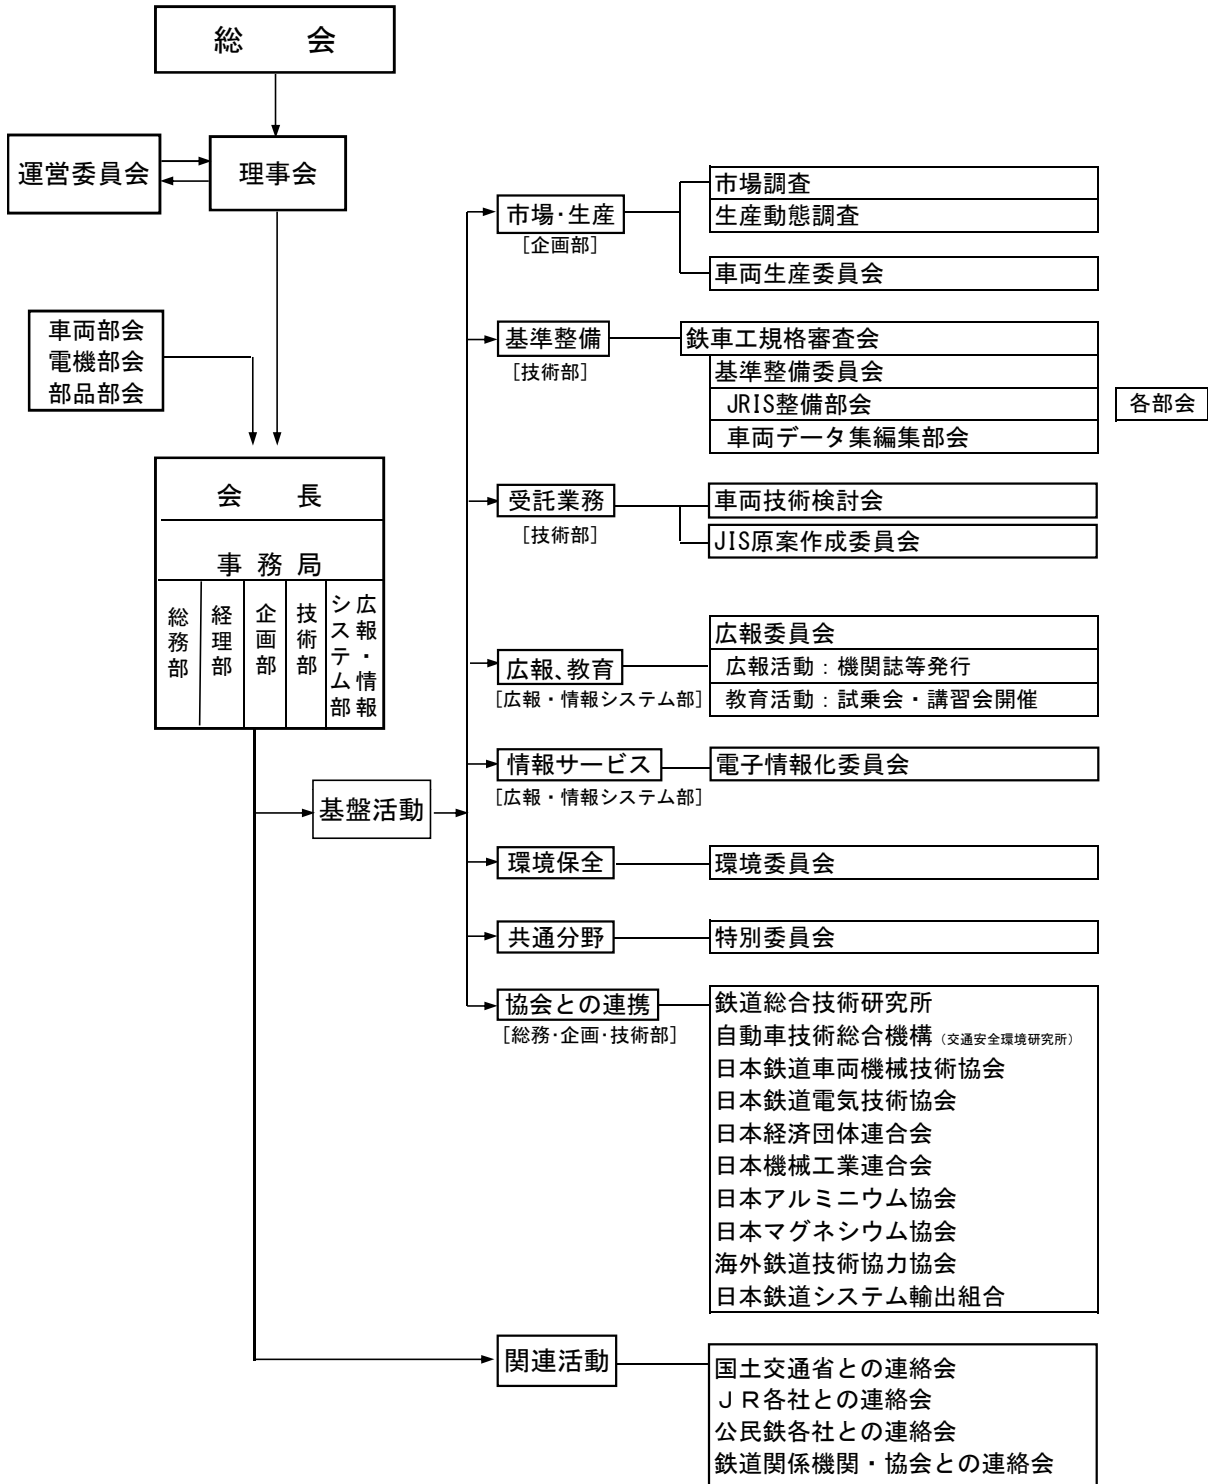 総　会
運営委員会
理事会
車両部会
電機部会
部品部会
会　長
事 務 局
総務部
経理部
企画部
技術部
広報・情報
システム部
基盤活動
市場・生産
[企画部]
市場調査
生産動態調査
車両生産委員会
基準整備
[技術部]
鉄車工規格審査会
基準整備委員会
JRIS整備部会
車両データ集編集部会
各部会
受託業務
[技術部]
車両技術検討会
JIS原案作成委員会
広報、教育
[広報・情報システム部]
広報委員会
広報活動：機関誌等発行
教育活動：試乗会・講習会開催
情報サービス
[広報・情報システム部]
電子情報化委員会
環境保全
環境委員会
共通分野
特別委員会
協会との連携
[総務・企画・技術部]
鉄道総合技術研究所
自動車技術総合機構（交通安全環境研究所）
日本鉄道車両機械技術協会
日本鉄道電気技術協会
日本経済団体連合会
日本機械工業連合会
日本アルミニウム協会
日本マグネシウム協会
海外鉄道技術協力協会
日本鉄道システム輸出組合
関連活動
国土交通省との連絡会
ＪＲ各社との連絡会
公民鉄各社との連絡会
鉄道関係機関・協会との連絡会